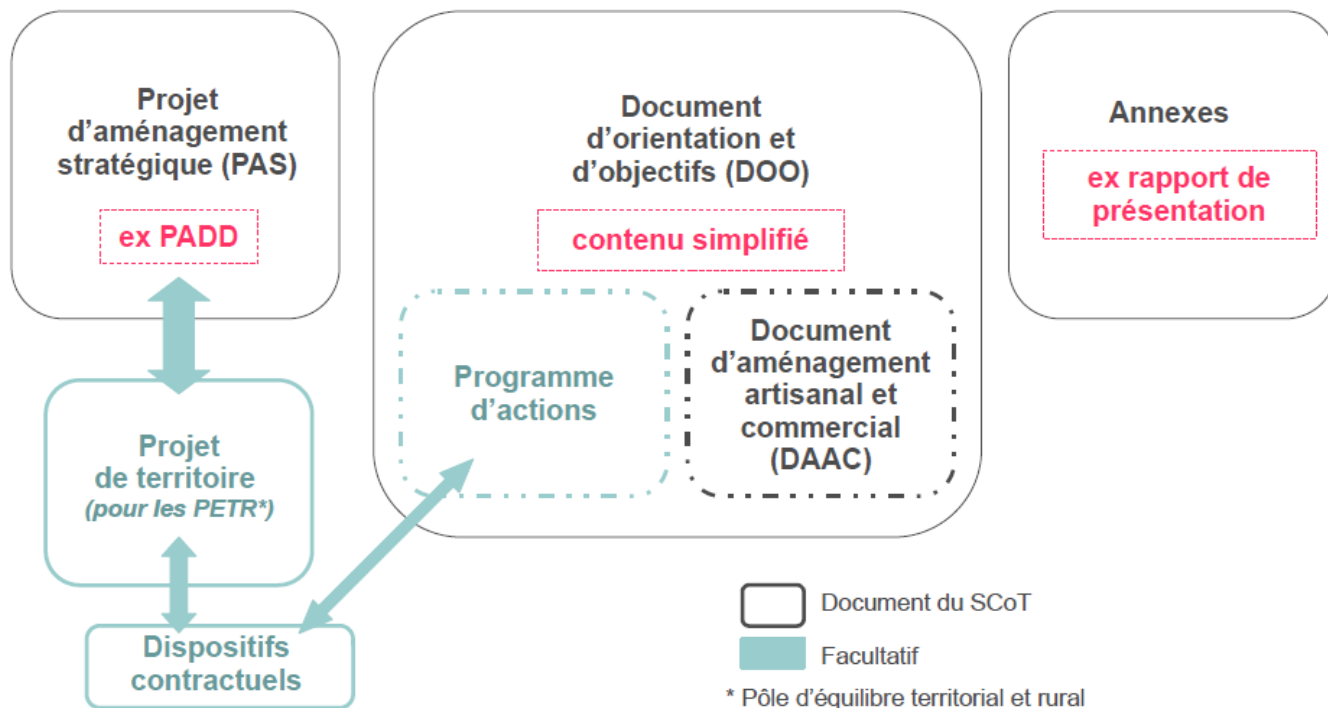 Projet
d'aménagement
stratégique (PAS)
ex PADD
Projet
de territoire
(pour les PETR*)
Dispositifs
contractuels
Document
d'orientation et
d'objectifs (DOO)
contenu simplifié
Programme
d'actions
Document
d'aménagement
artisanal et
commercial
(DAAC)
Annexes
ex rapport de
présentation
Document du SCoT
Facultatif
* Pôle d'équilibre territorial et rural